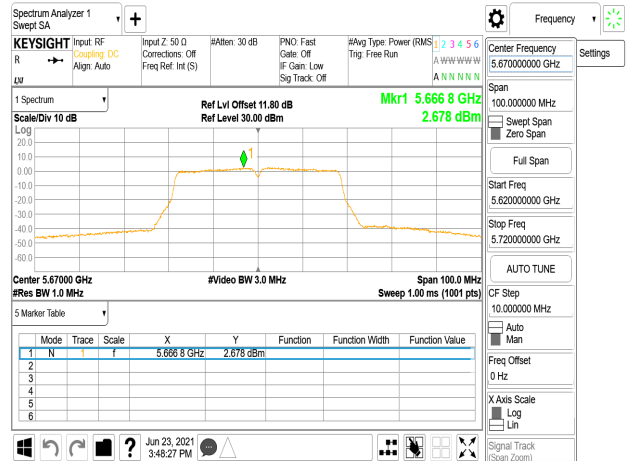 Spectrum Analyzer 1
Swept SA
Frequency
KEYSIGHT
R
Input: RF
Coupling: DC
Align: Auto
Input Z: 50 Ω
Corrections: Off
Freq Ref: Int (S)
#Atten: 30 dB
PNO: Fast
Gate: Off
IF Gain: Low
Sig Track: Off
#Avg Type: Power (RMS
Trig: Free Run
1 2 3 4 5 6
A W W W W W
A N N N N N
LXI
Center Frequency
5.670000000 GHz
Settings
Span
100.000000 MHz
Swept Span
Zero Span
Full Span
Start Freq
5.620000000 GHz
Stop Freq
5.720000000 GHz
AUTO TUNE
CF Step
10.000000 MHz
Auto
Man
Freq Offset
0 Hz
X Axis Scale
Log
Lin
Signal Track
(Span Zoom)
1 Spectrum
Scale/Div 10 dB
Ref Lvl Offset 11.80 dB
Ref Level 30.00 dBm
Mkr1 5.666 8 GHz
2.678 dBm
Log
20.0
10.0
0.00
-10.0
-20.0
-30.0
-40.0
-50.0
-60.0
1
Center 5.67000 GHz
#Res BW 1.0 MHz
#Video BW 3.0 MHz
Span 100.0 MHz
Sweep 1.00 ms (1001 pts)
5 Marker Table
Mode Trace Scale X Y Function Function Width Function Value
1 N 1 f 5.666 8 GHz 2.678 dBm
2
3
4
5
6
?
Jun 23, 2021
3:48:27 PM